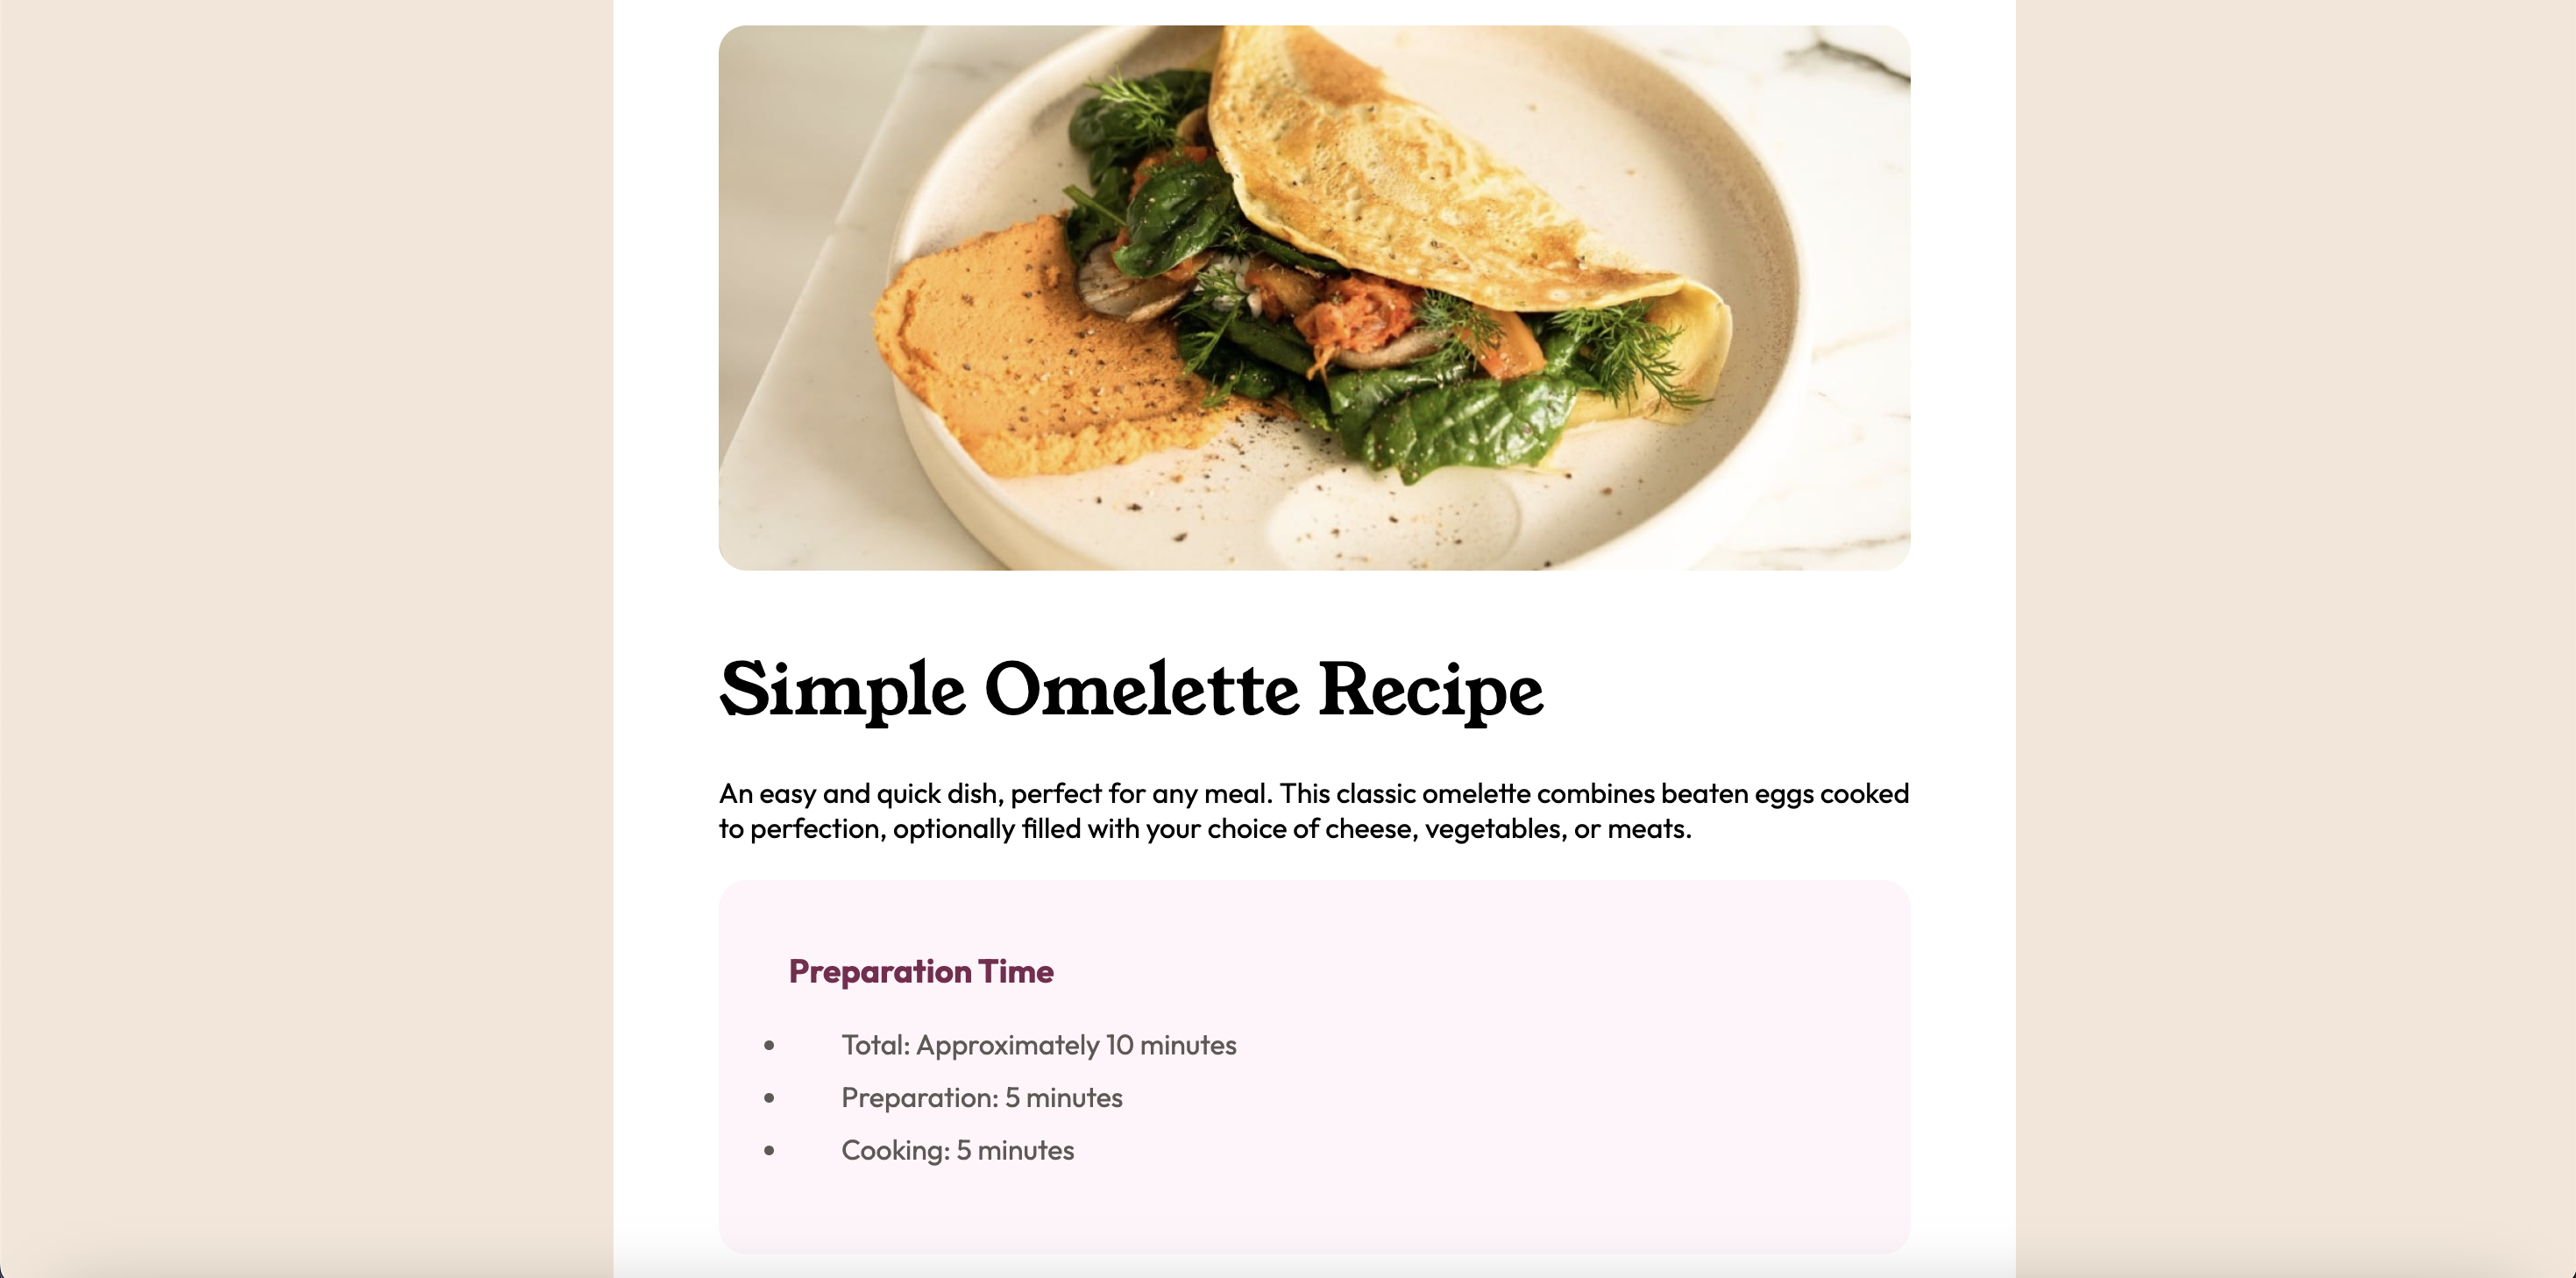 Simple Omelette Recipe
An easy and quick dish, perfect for any meal. This classic omelette combines beaten eggs cooked
to perfection, optionally filled with your choice of cheese, vegetables, or meats.
Preparation Time
• Total: Approximately 10 minutes
• Preparation: 5 minutes
• Cooking: 5 minutes